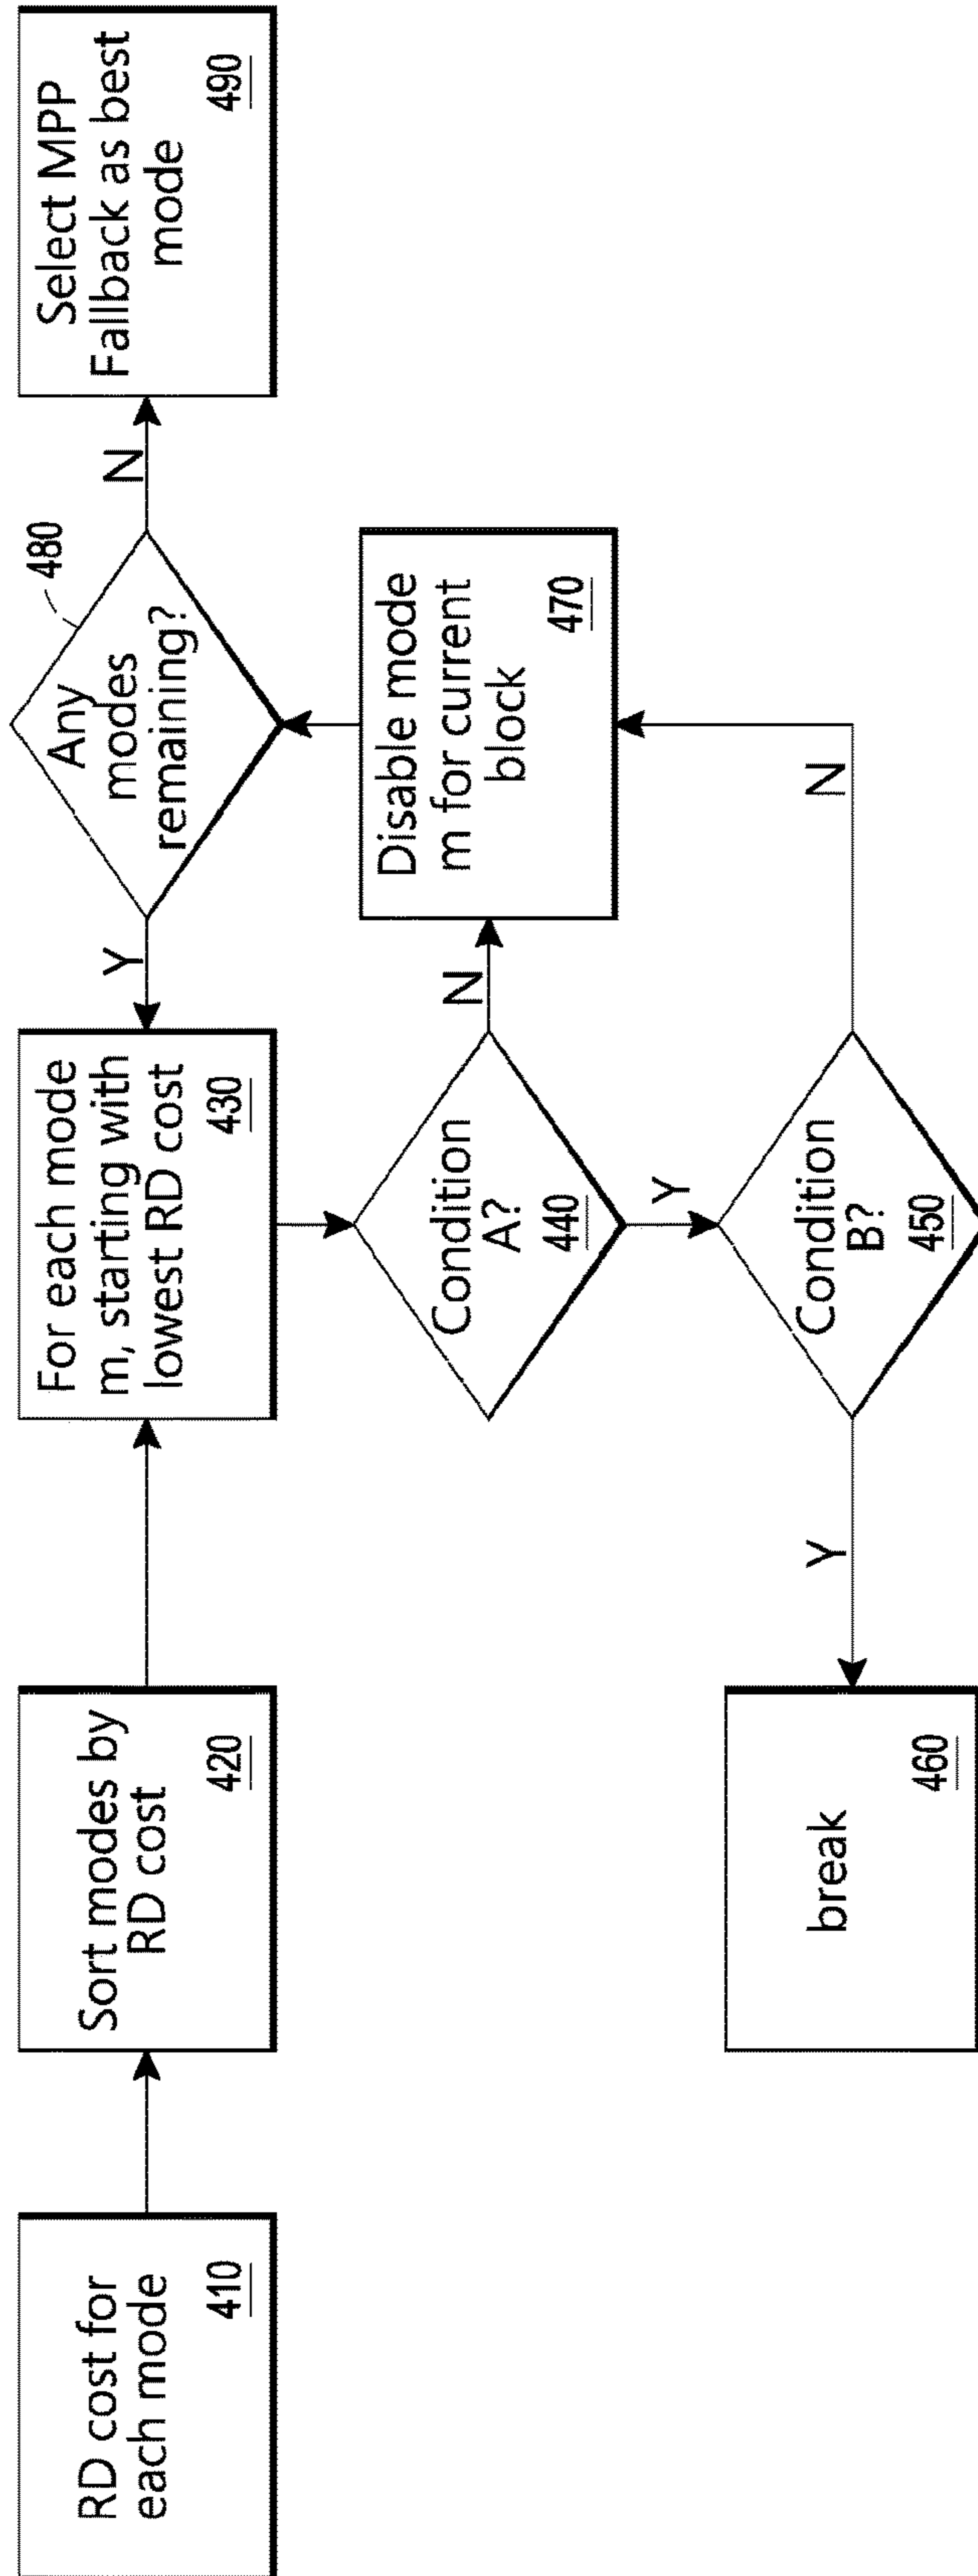 RD cost for
each mode
410
Sort modes by
RD cost
420
For each mode
m, starting with
lowest RD cost
430
Y
Any
modes
remaining?
480
N
Select MPP
Fallback as best
mode
490
Condition
A?
440
N
Disable mode
m for current
block
470
Y
Condition
B?
450
N
Y
break
460